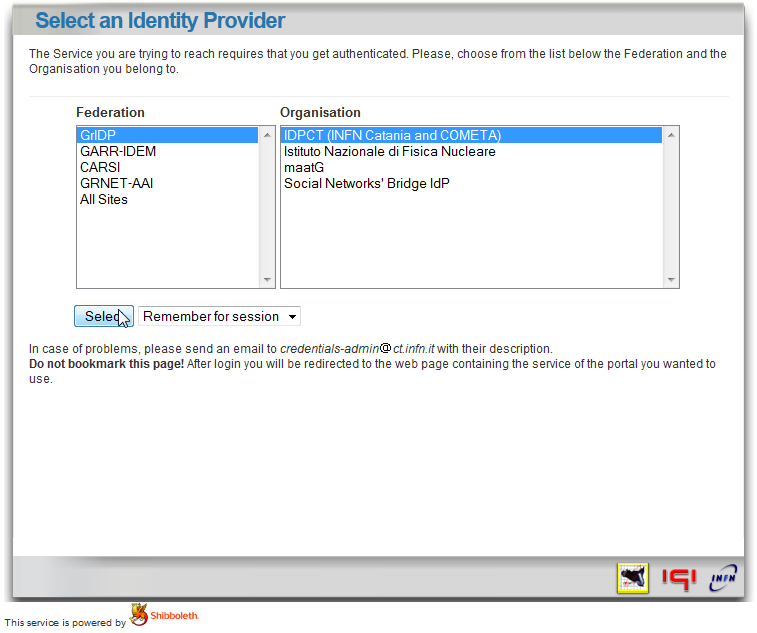 Select an Identity Provider
The Service you are trying to reach requires that you get authenticated. Please, choose from the list below the Federation and the
Organisation you belong to.
Federation
Organisation
GrIDP
GARR-IDEM
CARSI
GRNET-AAI
All Sites
IDPCT (INFN Catania and COMETA)
Istituto Nazionale di Fisica Nucleare
maatG
Social Networks' Bridge IdP
Select
Remember for session
In case of problems, please send an email to credentials-admin@ct.infn.it with their description.
Do not bookmark this page! After login you will be redirected to the web page containing the service of the portal you wanted to
use.
IGI
INFN
This service is powered by Shibboleth.